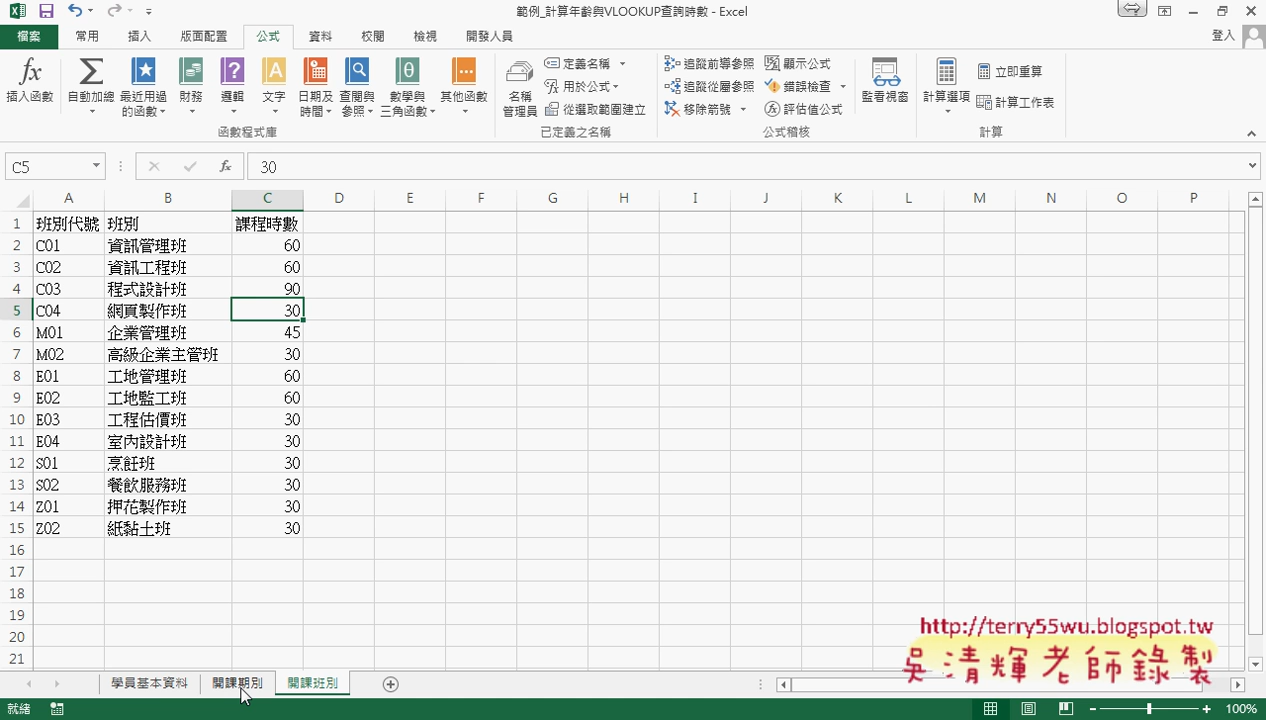 範例_計算年齡與VLOOKUP查詢時數 - Excel
檔案 常用 插入 版面配置 公式 資料 校閱 檢視 開發人員 登入
插入函數 自動加總 最近用過的函數 財務 邏輯 文字 日期及時間 查閱與參照 數學與三角函數 其他函數 名稱管理員 定義名稱 用於公式 從選取範圍建立 追蹤前導參照 追蹤從屬參照 移除箭號 顯示公式 錯誤檢查 評估值公式 監看視窗 計算選項 立即重算 計算工作表
函數程式庫 已定義之名稱 公式稽核 計算
C5 fx 30
A B C D E F G H I J K L M N O P
1 班別代號 班別 課程時數
2 C01 資訊管理班 60
3 C02 資訊工程班 60
4 C03 程式設計班 90
5 C04 網頁製作班 30
6 M01 企業管理班 45
7 M02 高級企業主管班 30
8 E01 工地管理班 60
9 E02 工地監工班 60
10 E03 工程估價班 30
11 E04 室內設計班 30
12 S01 烹飪班 30
13 S02 餐飲服務班 30
14 Z01 押花製作班 30
15 Z02 紙黏土班 30
16
17
18
19
20
21
http://terry55wu.blogspot.tw
吳清輝老師錄製
學員基本資料 開課期別 開課班別
就緒 100%